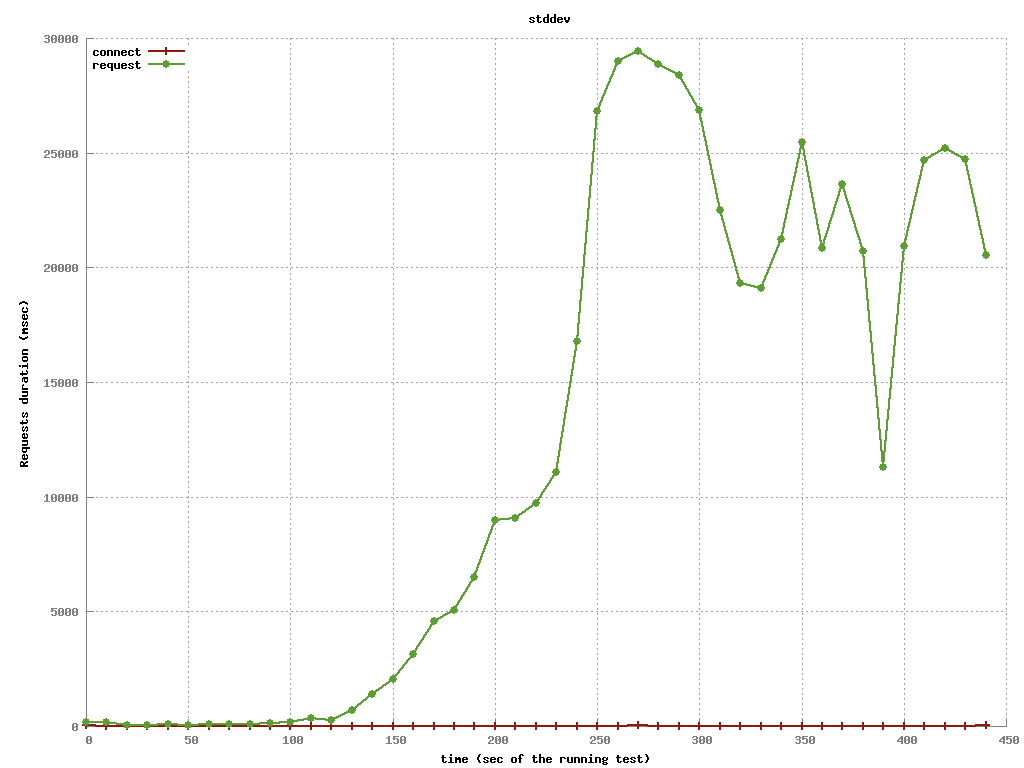 stddev
30000
connect
request
25000
20000
15000
10000
5000
0
Requests duration (msec)
0 50 100 150 200 250 300 350 400 450
time (sec of the running test)